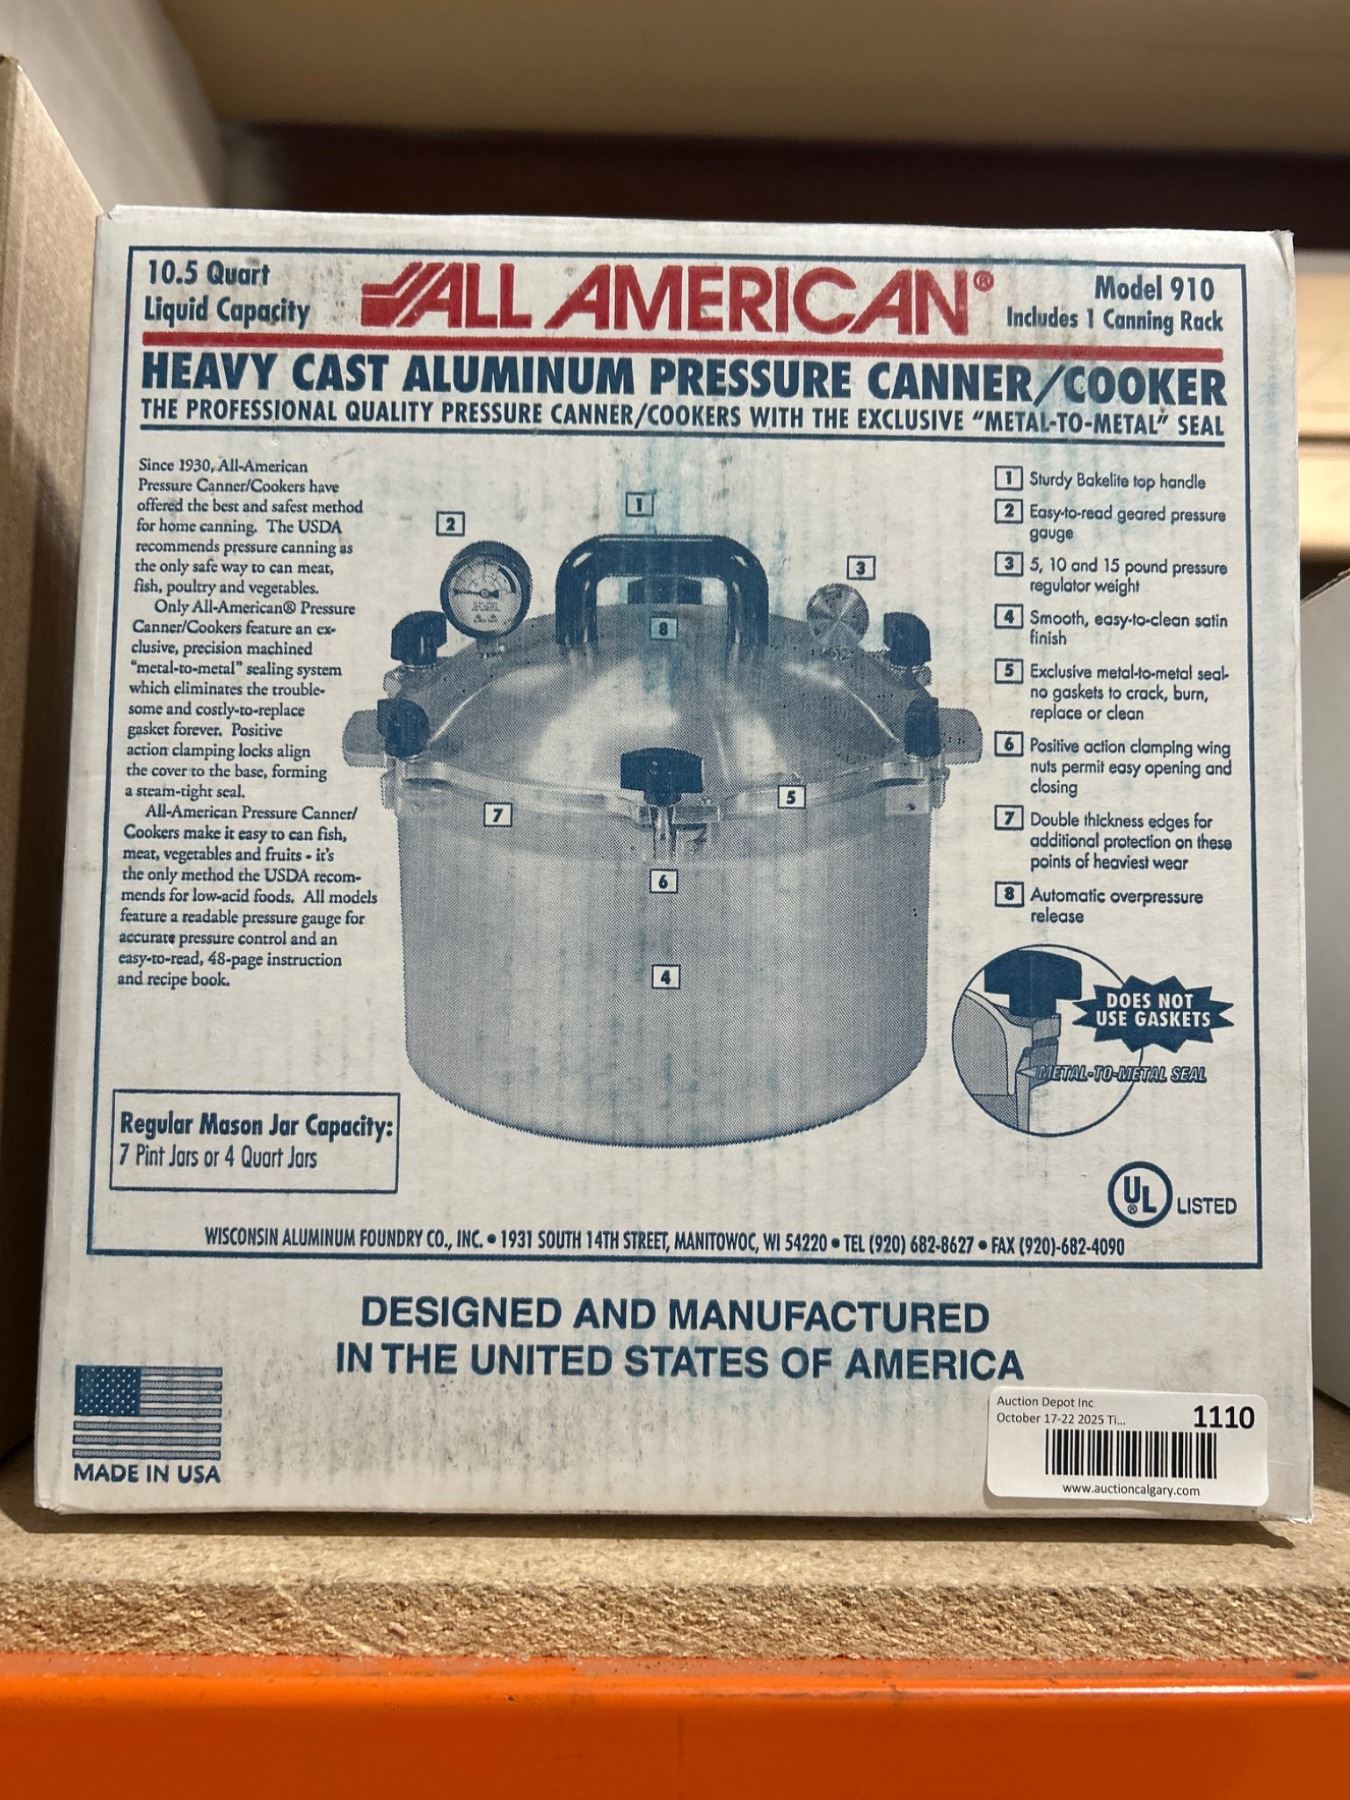 10.5 Quart
Liquid Capacity
ALL AMERICAN®
Model 910
Includes 1 Canning Rack
HEAVY CAST ALUMINUM PRESSURE CANNER/COOKER
THE PROFESSIONAL QUALITY PRESSURE CANNER/COOKERS WITH THE EXCLUSIVE "METAL-TO-METAL" SEAL
Since 1930, All-American
Pressure Canner/Cookers have
offered the best and safest method
for home canning. The USDA
recommends pressure canning as
the only safe way to can meat,
fish, poultry and vegetables.
Only All-American® Pressure
Canner/Cookers feature an ex-
clusive, precision machined
"metal-to-metal" sealing system
which eliminates the trouble-
some and costly-to-replace
gasket forever. Positive
action clamping locks align
the cover to the base, forming
a steam-tight seal.
All-American Pressure Canner/
Cookers make it easy to can fish,
meat, vegetables and fruits - it's
the only method the USDA recom-
mends for low-acid foods. All models
feature a readable pressure gauge for
accurate pressure control and an
easy-to-read, 48-page instruction
and recipe book.
1
2
3
8
5
7
6
4
1 Sturdy Bakelite top handle
2 Easy-to-read geared pressure
gauge
3 5, 10 and 15 pound pressure
regulator weight
4 Smooth, easy-to-clean satin
finish
5 Exclusive metal-to-metal seal-
no gaskets to crack, burn,
replace or clean
6 Positive action clamping wing
nuts permit easy opening and
closing
7 Double thickness edges for
additional protection on these
points of heaviest wear
8 Automatic overpressure
release
DOES NOT
USE GASKETS
METAL-TO-METAL SEAL
Regular Mason Jar Capacity:
7 Pint Jars or 4 Quart Jars
UL® LISTED
WISCONSIN ALUMINUM FOUNDRY CO., INC. • 1931 SOUTH 14TH STREET, MANITOWOC, WI 54220 • TEL (920) 682-8627 • FAX (920)-682-4090
DESIGNED AND MANUFACTURED
IN THE UNITED STATES OF AMERICA
MADE IN USA
Auction Depot Inc
October 17-22 2025 Ti...
1110
www.auctioncalgary.com